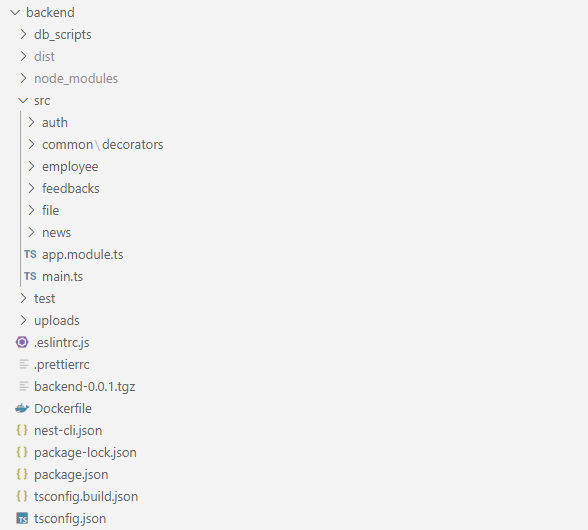 backend
db_scripts
dist
node_modules
src
auth
common\decorators
employee
feedbacks
file
news
TS app.module.ts
TS main.ts
test
uploads
.eslintrc.js
.prettierrc
backend-0.0.1.tgz
Dockerfile
{} nest-cli.json
{} package-lock.json
{} package.json
{} tsconfig.build.json
TS tsconfig.json